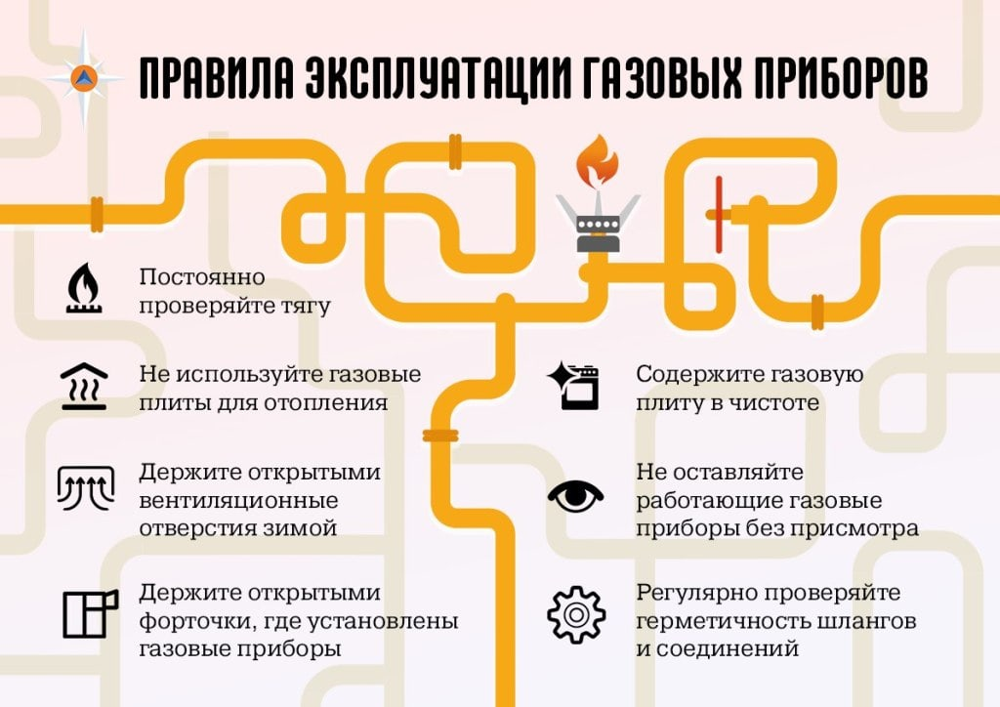 ПРАВИЛА ЭКСПЛУАТАЦИИ ГАЗОВЫХ ПРИБОРОВ
Постоянно
проверяйте тягу
Не используйте газовые
плиты для отопления
Держите открытыми
вентиляционные
отверстия зимой
Держите открытыми
форточки, где установлены
газовые приборы
Содержите газовую
плиту в чистоте
Не оставляйте
работающие газовые
приборы без присмотра
Регулярно проверяйте
герметичность шлангов
и соединений